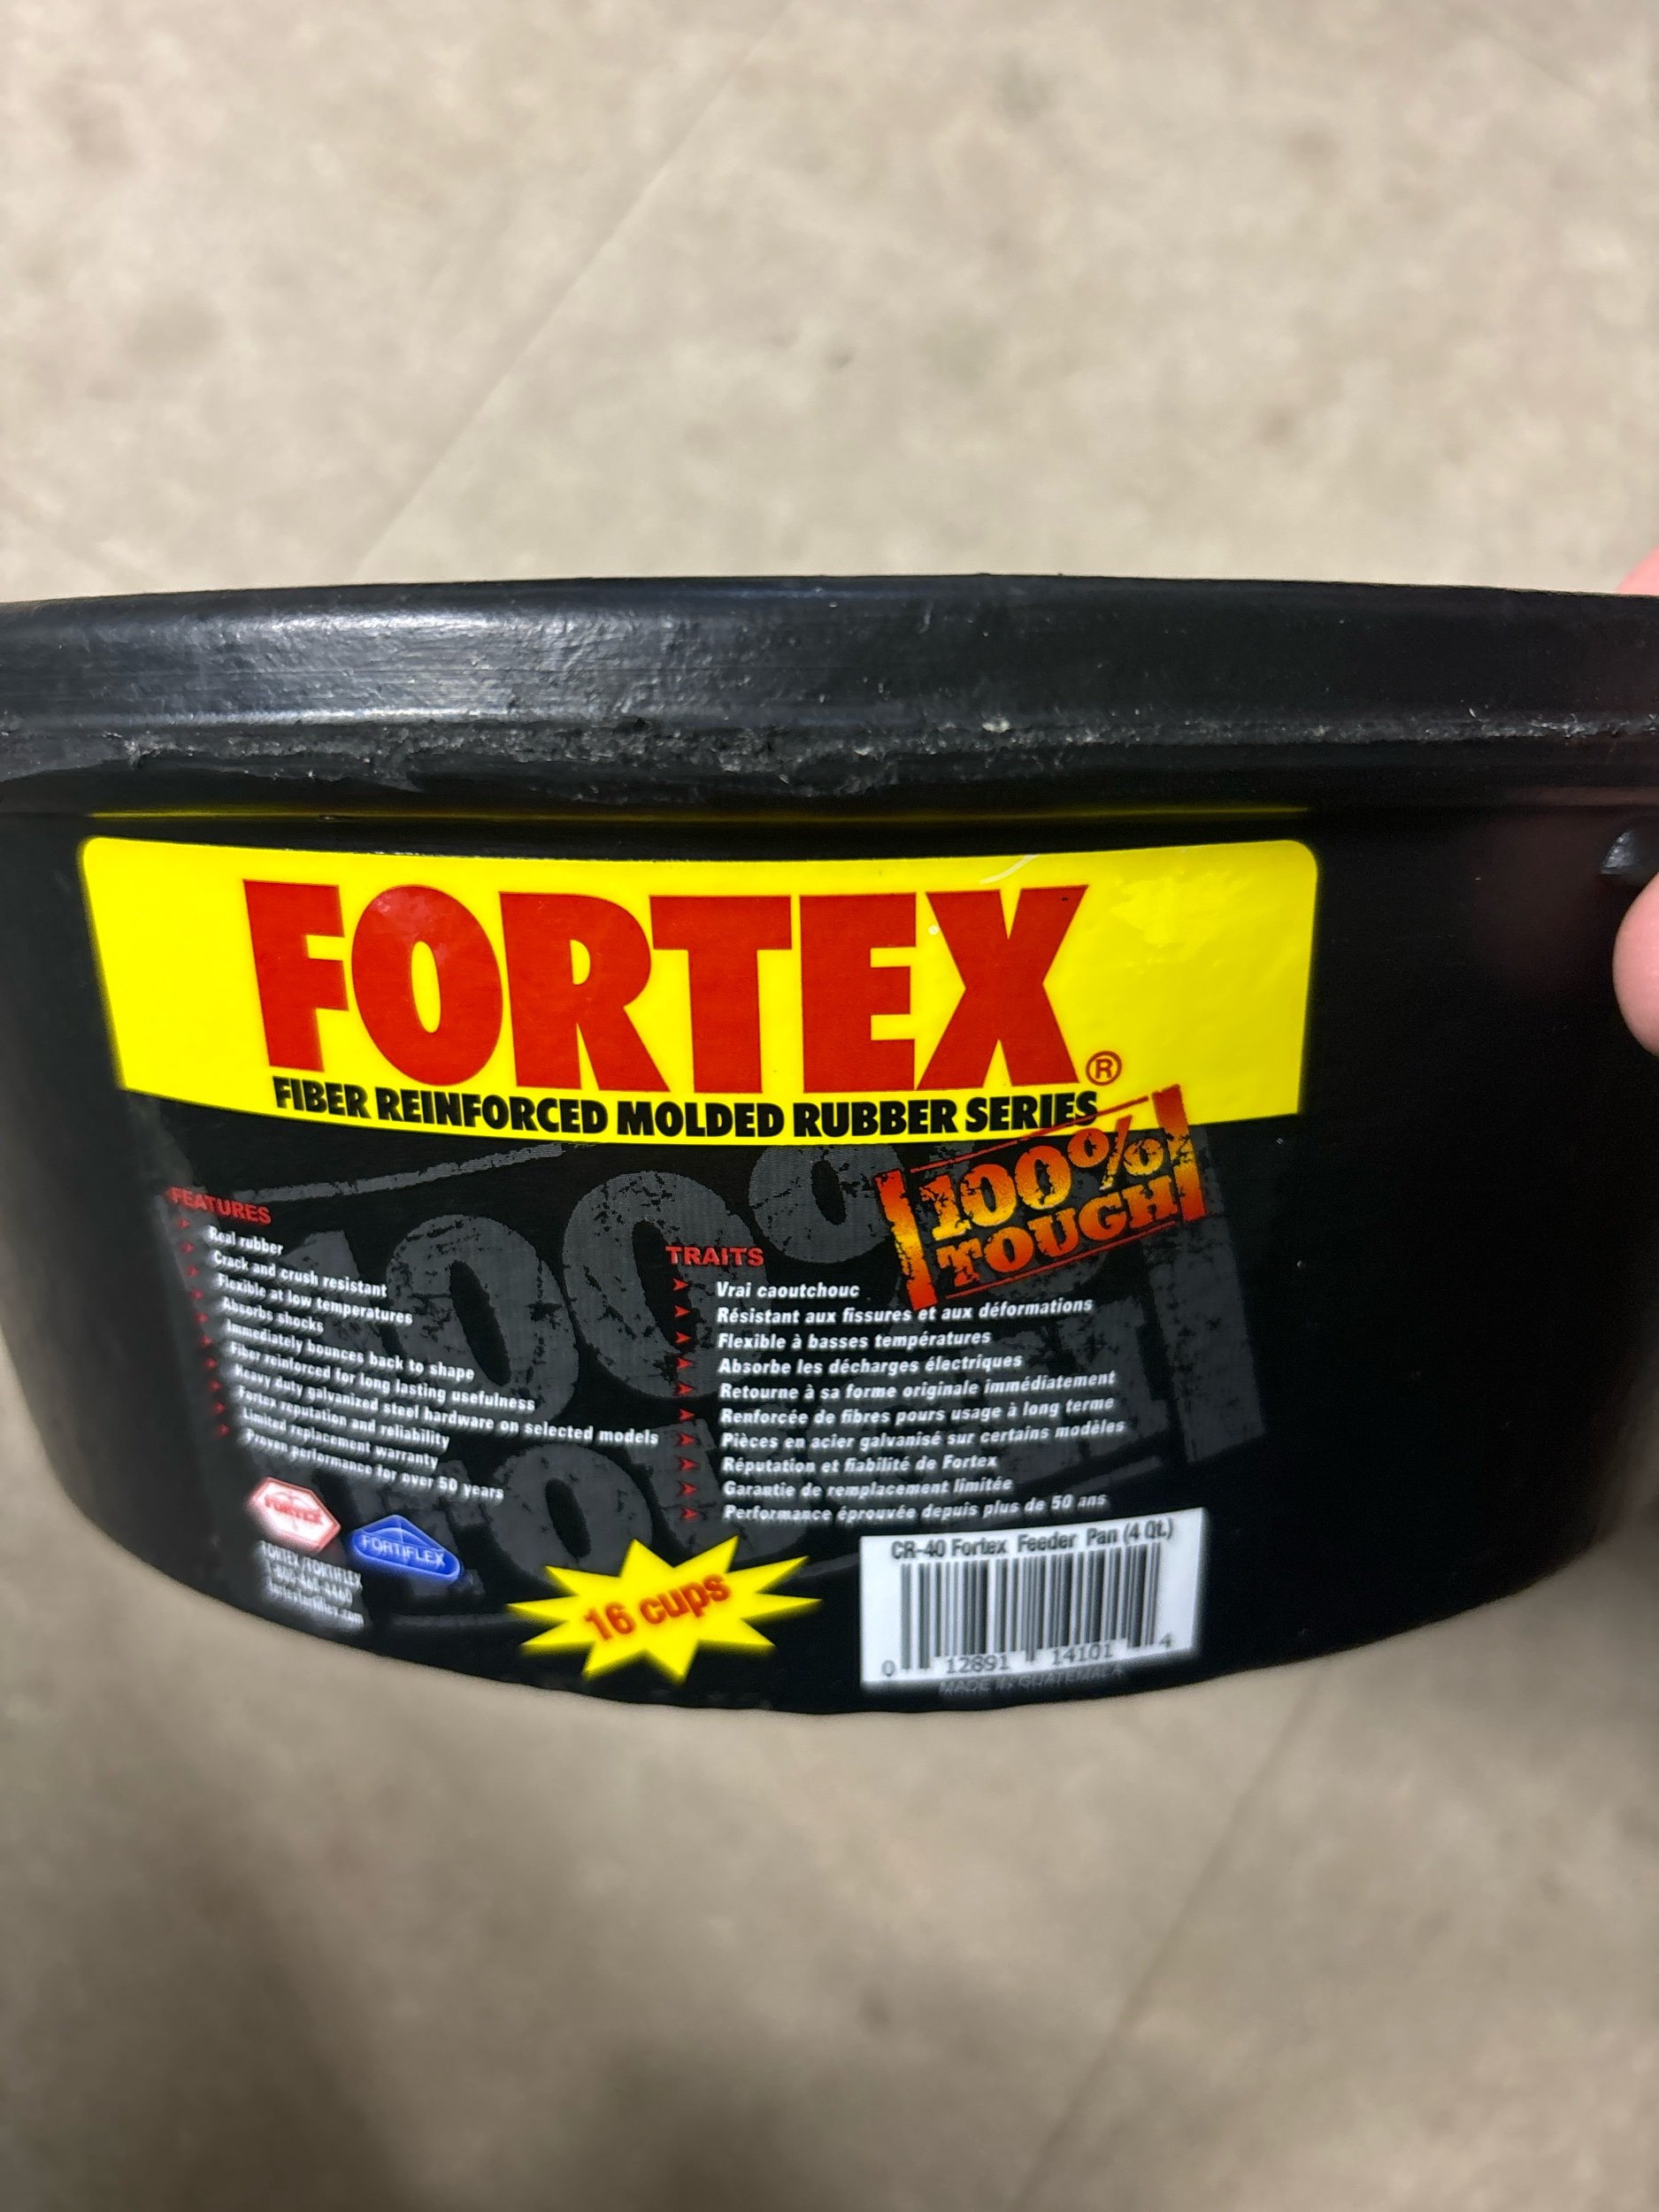 FORTEX®
FIBER REINFORCED MOLDED RUBBER SERIES
100%
TOUGH
FEATURES
Real rubber
Crack and crush resistant
Flexible at low temperatures
Absorbs shocks
Immediately bounces back to shape
Fiber reinforced for long lasting usefulness
Heavy duty galvanized steel hardware on selected models
Fortex reputation and reliability
Limited replacement warranty
Proven performance for over 50 years
TRAITS
Vrai caoutchouc
Résistant aux fissures et aux déformations
Flexible à basses températures
Absorbe les décharges électriques
Retourne à sa forme originale immédiatement
Renforcée de fibres pours usage à long terme
Pièces en acier galvanisé sur certains modèles
Réputation et fiabilité de Fortex
Garantie de remplacement limitée
Performance éprouvée depuis plus de 50 ans
FORTEX
FORTIFLEX
FORTEX/FORTIFLEX
16 cups
CR-40 Fortex Feeder Pan (4 Qt.)
0 12891 14101 4
MADE IN GUATEMALA